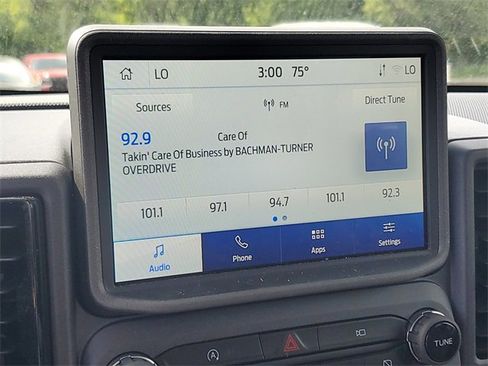 LO 3:00 75° LO
Sources FM Direct Tune
92.9 Care Of
Takin' Care Of Business by BACHMAN-TURNER
OVERDRIVE
101.1 97.1 94.7 101.1 92.3
Audio Phone Apps Settings
TUNE